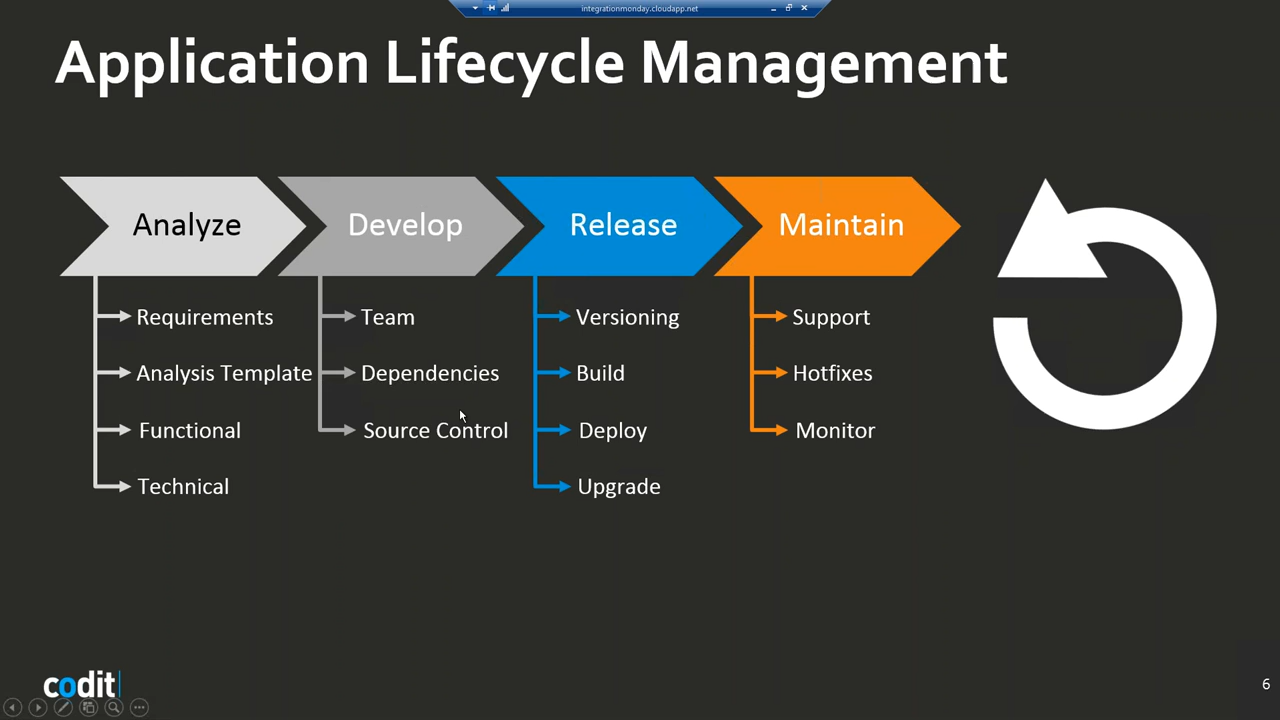 integrationmonday.cloudapp.net
Application Lifecycle Management
Analyze
Develop
Release
Maintain
Requirements
Analysis Template
Functional
Technical
Team
Dependencies
Source Control
Versioning
Build
Deploy
Upgrade
Support
Hotfixes
Monitor
codit
6